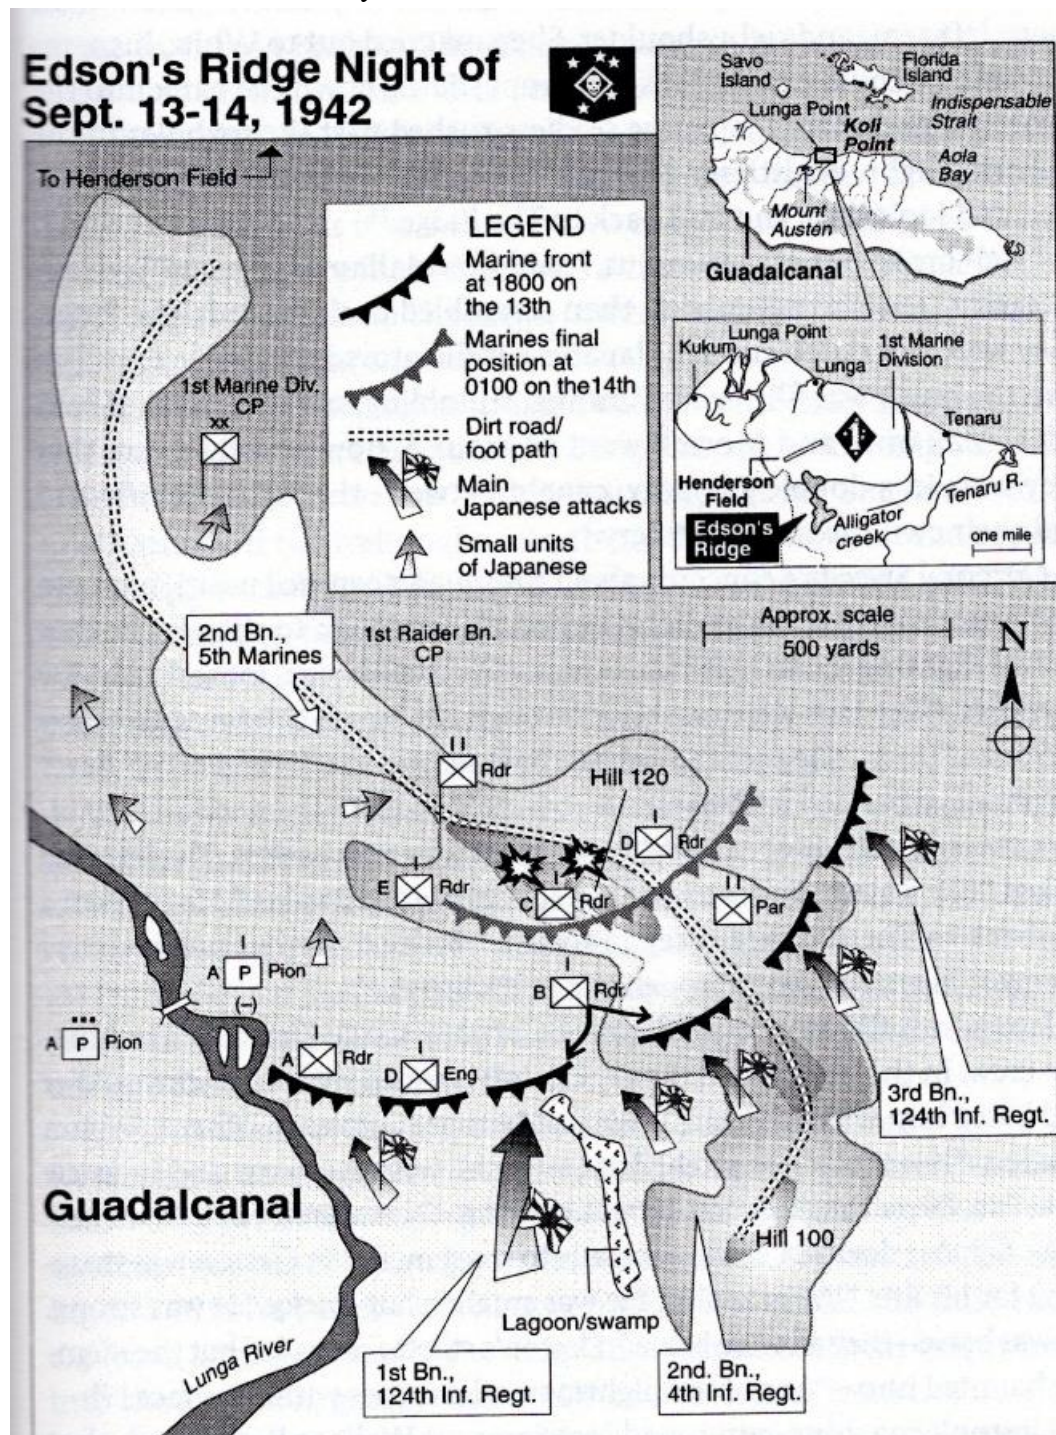 Edson's Ridge Night of
Sept. 13-14, 1942
To Henderson Field
LEGEND
Marine front
at 1800 on
the 13th
Marines final
position at
0100 on the 14th
Dirt road/
foot path
Main
Japanese attacks
Small units
of Japanese
Savo
Island
Florida
Island
Lunga Point
Indispensable
Strait
Koli
Point
Aola
Bay
Mount
Austen
Guadalcanal
Lunga Point
1st Marine
Division
Kukum
Lunga
Tenaru
1
Henderson
Field
Tenaru R.
Edson's
Ridge
Alligator
creek
one mile
Approx. scale
500 yards
N
1st Marine Div.
CP
xx
2nd Bn.,
5th Marines
1st Raider Bn.
CP
I I
Rdr
Hill 120
I
D Rdr
I
E Rdr
I
C Rdr
I I
Par
I
A P Pion
(-)
I
B Rdr
•••
A P Pion
I
A Rdr
I
D Eng
3rd Bn.,
124th Inf. Regt.
Guadalcanal
Hill 100
Lagoon/swamp
Lunga River
1st Bn.,
124th Inf. Regt.
2nd. Bn.,
4th Inf. Regt.